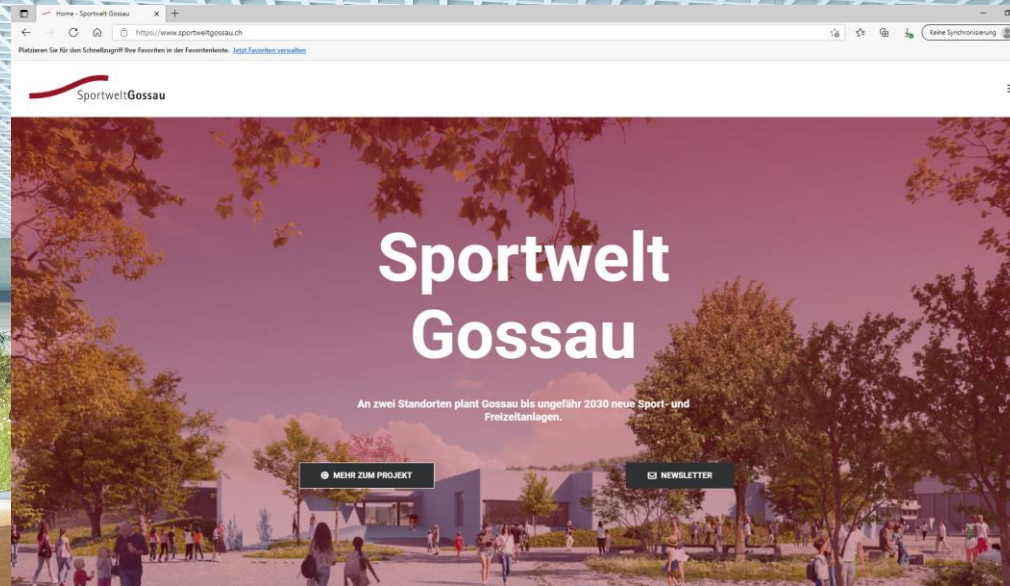 Home - Sportwelt Gossau
https://www.sportweltgossau.ch
Keine Synchronisierung
Platzieren Sie für den Schnellzugriff Ihre Favoriten in der Favoritenleiste. Jetzt Favoriten verwalten
SportweltGossau
Sportwelt
Gossau
An zwei Standorten plant Gossau bis ungefähr 2030 neue Sport- und
Freizeitanlagen.
MEHR ZUM PROJEKT
NEWSLETTER